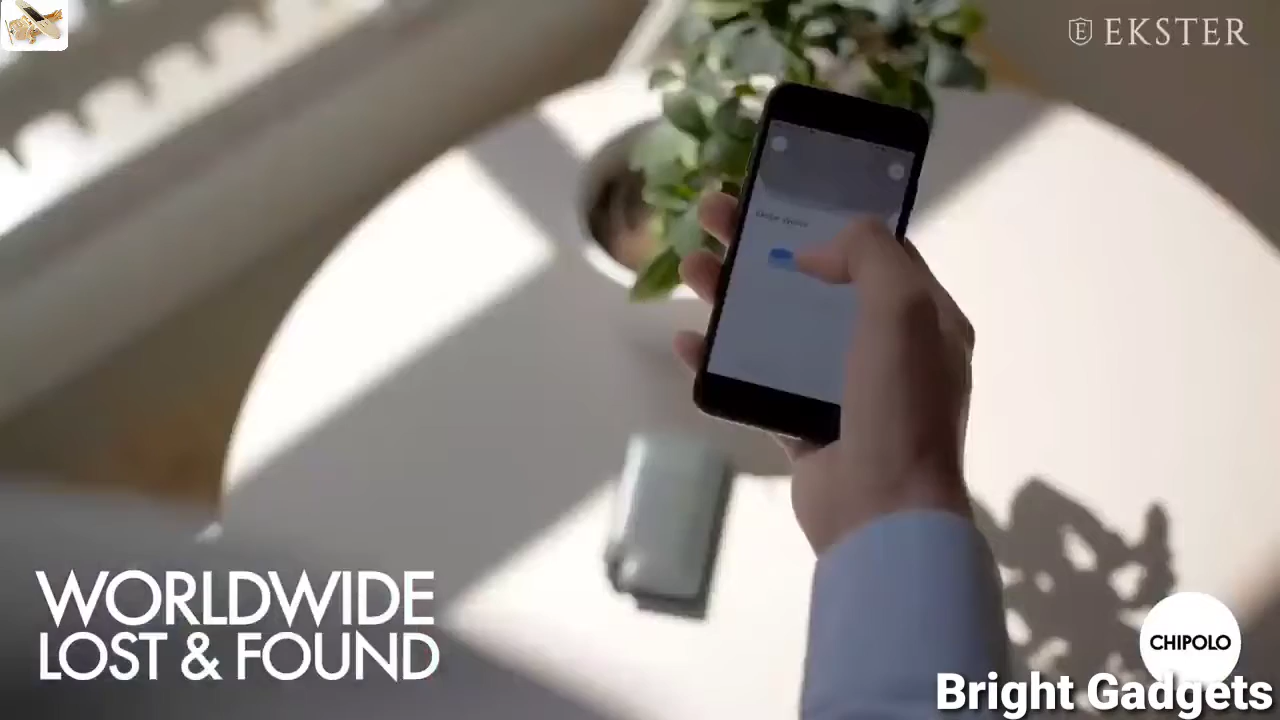 EKSTER
WORLDWIDE
LOST & FOUND
CHIPOLO
Bright Gadgets